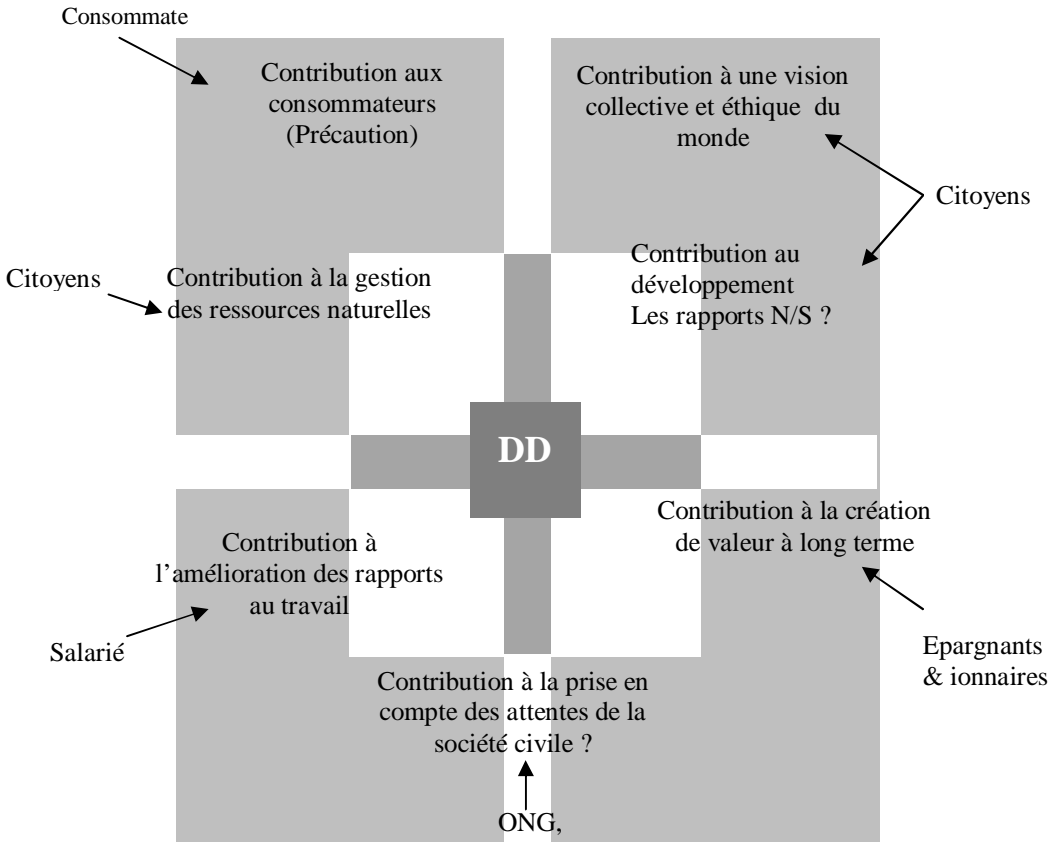 Consommate
Contribution aux
consommateurs
(Précaution)
Contribution à une vision
collective et éthique du
monde
Citoyens
Citoyens
Contribution à la gestion
des ressources naturelles
Contribution au
développement
Les rapports N/S ?
DD
Contribution à
l’amélioration des rapports
au travail
Contribution à la création
de valeur à long terme
Salarié
Epargnants
& ionnaires
Contribution à la prise en
compte des attentes de la
société civile ?
ONG,